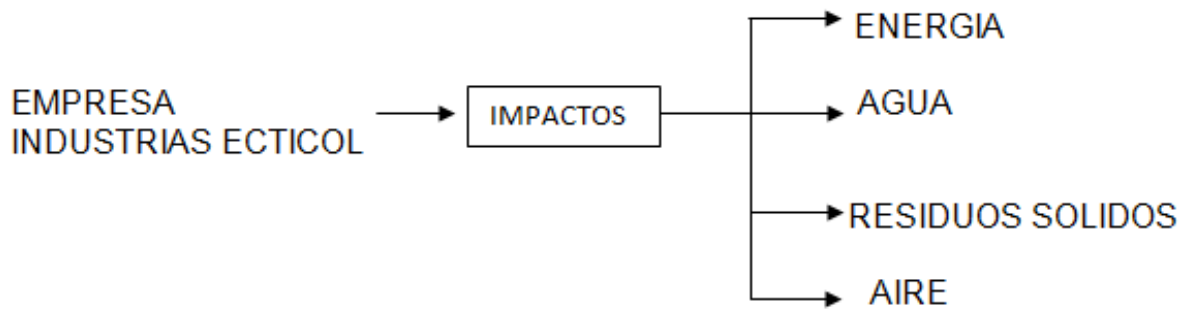 EMPRESA
INDUSTRIAS ECTICOL
IMPACTOS
ENERGIA
AGUA
RESIDUOS SOLIDOS
AIRE